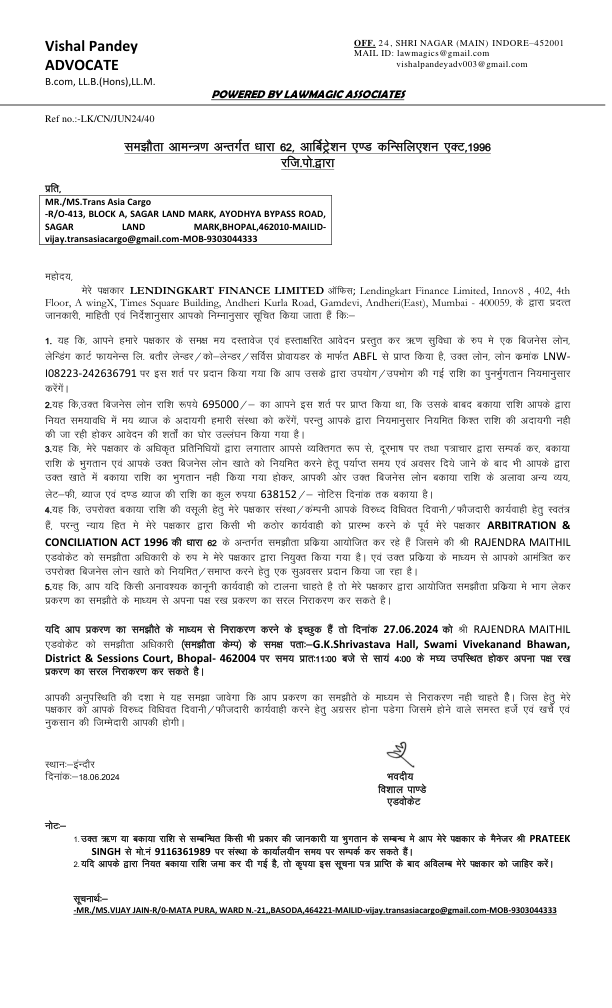 Vishal Pandey
ADVOCATE
B.com, LL.B.(Hons),LL.M.
OFF. 24, SHRI NAGAR (MAIN) INDORE–452001
MAIL ID: lawmagics@gmail.com
vishalpandeyadv003@gmail.com
POWERED BY LAWMAGIC ASSOCIATES
Ref no.:-LK/CN/JUN24/40
समझौता आमन्त्रण अन्तर्गत धारा 62, आर्बिट्रेशन एण्ड कन्सिलिएशन एक्ट,1996
रजि.पो.द्वारा
प्रति,
MR./MS.Trans Asia Cargo
-R/O-413, BLOCK A, SAGAR LAND MARK, AYODHYA BYPASS ROAD,
SAGAR LAND MARK,BHOPAL,462010-MAILID-
vijay.transasiacargo@gmail.com-MOB-9303044333
महोदय,
मेरे पक्षकार LENDINGKART FINANCE LIMITED ऑफिस; Lendingkart Finance Limited, Innov8 , 402, 4th
Floor, A wingX, Times Square Building, Andheri Kurla Road, Gamdevi, Andheri(East), Mumbai - 400059, के द्वारा प्रदत्त
जानकारी, माहिती एवं निर्देशानुसार आपको निम्नानुसार सूचित किया जाता हैं कि:–
1. यह कि, आपने हमारे पक्षकार के समक्ष मय दस्तावेज एवं हस्ताक्षरित आवेदन प्रस्तुत कर ऋण सुविधा के रुप मे एक बिजनेस लोन,
लेन्डिंग कार्ट फायनेन्स लि. बतौर लेन्डर/को–लेन्डर/सर्विस प्रोवायडर के मार्फत ABFL से प्राप्त किया है, उक्त लोन, लोन क्रमांक LNW-
I08223-242636791 पर इस शर्त पर प्रदान किया गया कि आप उसके द्वारा उपयोग/उपभोग की गई राशि का पुनर्भुगतान नियमानुसार
करेंगें।
2.यह कि,उक्त बिजनेस लोन राशि रूपये 695000/– का आपने इस शर्त पर प्राप्त किया था, कि उसके बादद बकाया राशि आपके द्वारा
नियत समयावधि में मय ब्याज के अदायगी हमारी संस्था को करेंगें, परन्तु आपके द्वारा नियमानुसार नियमित किश्त राशि की अदायगी नही
की जा रही होकर आवेदन की शर्तों का घोर उल्लंघन किया गया है।
3.यह कि, मेरे पक्षकार के अधिकृत प्रतिनिधियों द्वारा लगातार आपसे व्यक्तिगत रूप से, दूरभाष पर तथा पत्राचार द्वारा सम्पर्क कर, बकाया
राशि के भुगतान एवं आपके उक्त बिजनेस लोन खाते को नियमित करने हेतू पर्याप्त समय एवं अवसर दिये जाने के बाद भी आपके द्वारा
उक्त खाते में बकाया राशि का भुगतान नही किया गया होकर, आपकी ओर उक्त बिजनेस लोन बकाया राशि के अलावा अन्य व्यय,
लेट–फी, ब्याज एवं दण्ड ब्याज की राशि का कुल रुपया 638152/– नोटिस दिनांक तक बकाया है।
4.यह कि, उपरोक्त बकाया राशि की वसूली हेतु मेरे पक्षकार संस्था/कंम्पनी आपके विरुध्द विधिवत दिवानी/फौजदारी कार्यवाही हेतु स्वतंत्र
हैं, परन्तु न्याय हित मे मेरे पक्षकार द्वारा किसी भी कठोर कार्यवाही को प्रारम्भ करने के पूर्व मेरे पक्षकार ARBITRATION &
CONCILIATION ACT 1996 की धारा 62 के अन्तर्गत समझौता प्रक्रिया आयोजित कर रहे हैं जिसमे की श्री RAJENDRA MAITHIL
एडवोकेट को समझौता अधिकारी के रुप मे मेरे पक्षकार द्वारा नियुक्त किया गया है। एवं उक्त प्रक्रिया के माध्यम से आपको आमंत्रित कर
उपरोक्त बिजनेस लोन खाते को नियमित/समाप्त करने हेतु एक सुअवसर प्रदान किया जा रहा है।
5.यह कि, आप यदि किसी अनावश्यक कानूनी कार्यवाही को टालना चाहते है तो मेरे पक्षकार द्वारा आयोजित समझौता प्रक्रिया मे भाग लेकर
प्रकरण का समझौते के माध्यम से अपना पक्ष रख प्रकरण का सरल निराकरण कर सकते है।
यदि आप प्रकरण का समझौते के माध्यम से निराकरण करने के इच्छुक हैं तो दिनांक 27.06.2024 को श्री RAJENDRA MAITHIL
एडवोकेट को समझौता अधिकारी (समझौता केम्प) के समक्ष पता:–G.K.Shrivastava Hall, Swami Vivekanand Bhawan,
District & Sessions Court, Bhopal- 462004 पर समय प्रात:11:00 बजे से सायं 4:00 के मघ्य उपस्थित होकर अपना पक्ष रख
प्रकरण का सरल निराकरण कर सकते है।
आपकी अनुपस्थिति की दशा मे यह समझा जावेगा कि आप प्रकरण का समझौते के माध्यम से निराकरण नही चाहते है। जिस हेतु मेरे
पक्षकार को आपके विरुध्द विधिवत दिवानी/फौजदारी कार्यवाही करने हेतु अग्रसर होना पडेगा जिसमे होने वाले समस्त हर्जे एवं खर्चे एवं
नुकसान की जिम्मेदारी आपकी होगी।
स्थान:–इंन्दौर
दिनांक:–18.06.2024
भवदीय
विशाल पाण्डे
एडवोकेट
नोट:–
1.उक्त ऋण या बकाया राशि से सम्बन्धित किसी भी प्रकार की जानकारी या भुगतान के सम्बन्ध मे आप मेरे पक्षकार के मैनेजर श्री PRATEEK
SINGH से मो.नं 9116361989 पर संस्था के कार्यालयीन समय पर सम्पर्क कर सकते हैं।
2.यदि आपके द्वारा नियत बकाया राशि जमा कर दी गई है, तो कृपया इस सूचना पत्र प्राप्ति के बाद अविलम्ब मेरे पक्षकार को जाहिर करें।
सूचनार्थ:–
-MR./MS.VIJAY JAIN-R/0-MATA PURA, WARD N.-21,,BASODA,464221-MAILID-vijay.transasiacargo@gmail.com-MOB-9303044333